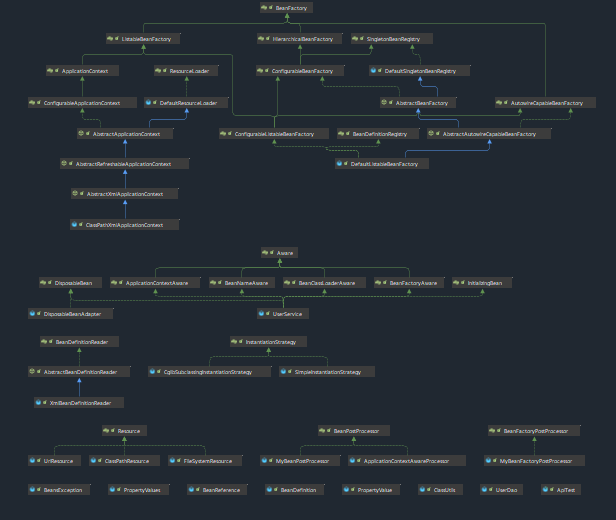 BeanFactory
ListableBeanFactory HierarchicalBeanFactory SingletonBeanRegistry
ApplicationContext ResourceLoader ConfigurableBeanFactory DefaultSingletonBeanRegistry
ConfigurableApplicationContext DefaultResourceLoader AbstractBeanFactory AutowireCapableBeanFactory
AbstractApplicationContext ConfigurableListableBeanFactory BeanDefinitionRegistry AbstractAutowireCapableBeanFactory
AbstractRefreshableApplicationContext DefaultListableBeanFactory
AbstractXmlApplicationContext
ClassPathXmlApplicationContext
Aware
DisposableBean ApplicationContextAware BeanNameAware BeanClassLoaderAware BeanFactoryAware InitializingBean
DisposableBeanAdapter UserService
BeanDefinitionReader InstantiationStrategy
AbstractBeanDefinitionReader CglibSubclassingInstantiationStrategy SimpleInstantiationStrategy
XmlBeanDefinitionReader
Resource BeanPostProcessor BeanFactoryPostProcessor
UrlResource ClassPathResource FileSystemResource MyBeanPostProcessor ApplicationContextAwareProcessor MyBeanFactoryPostProcessor
BeansException PropertyValues BeanReference BeanDefinition PropertyValue ClassUtils UserDao ApiTest